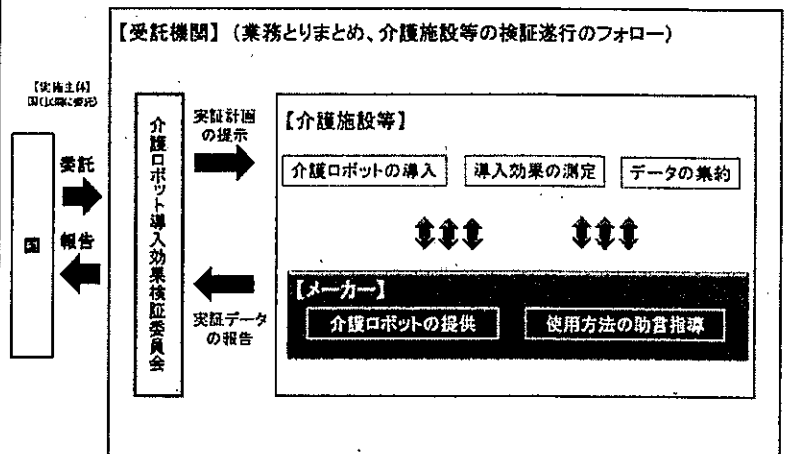 【受託機関】（業務とりまとめ、介護施設等の検証遂行のフォロー）
【実施主体】
国（民間に委託）
国
委託
報告
介護ロボット導入効果検証委員会
実証計画
の提示
実証データ
の報告
【介護施設等】
介護ロボットの導入
導入効果の測定
データの集約
【メーカー】
介護ロボットの提供
使用方法の助言指導